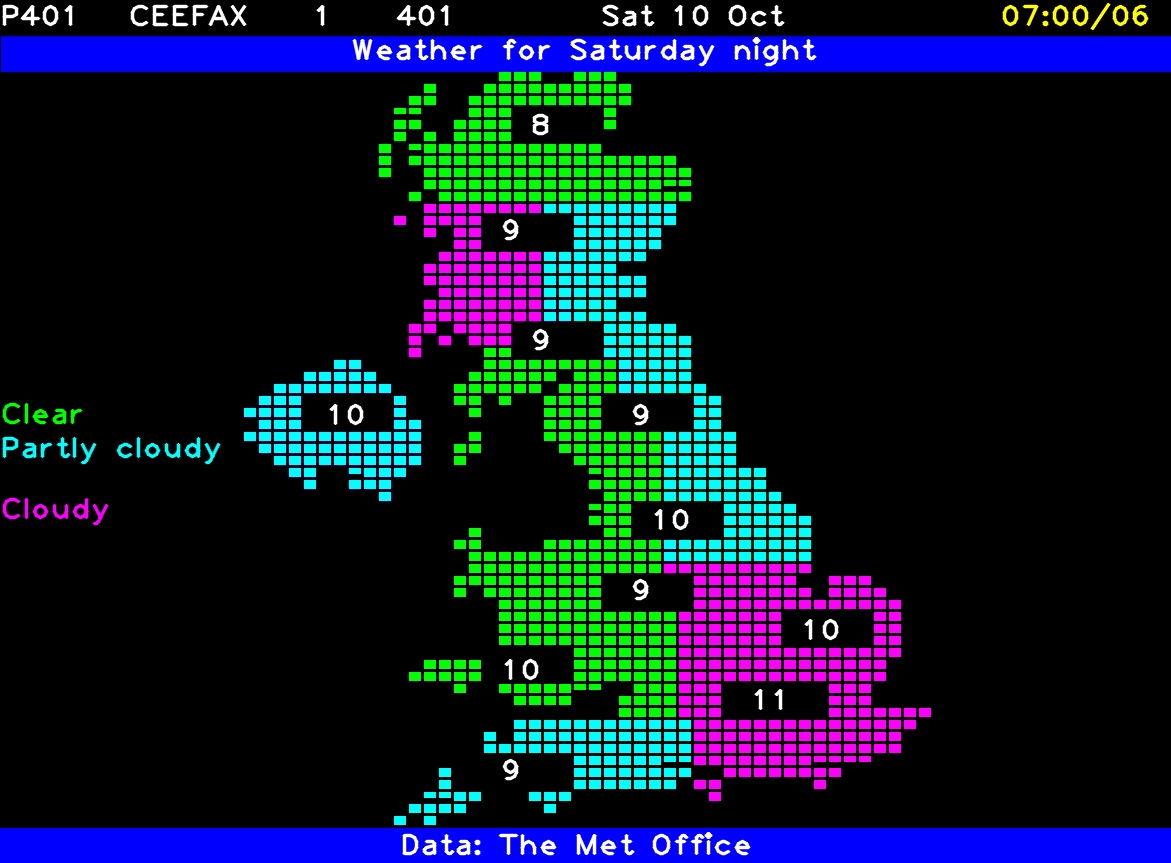 P401 CEEFAX 1 401 Sat 10 Oct 07:00/06
Weather for Saturday night
8
9
9
10 9
Clear
Partly cloudy
Cloudy
10
9
10
10
11
9
Data: The Met Office